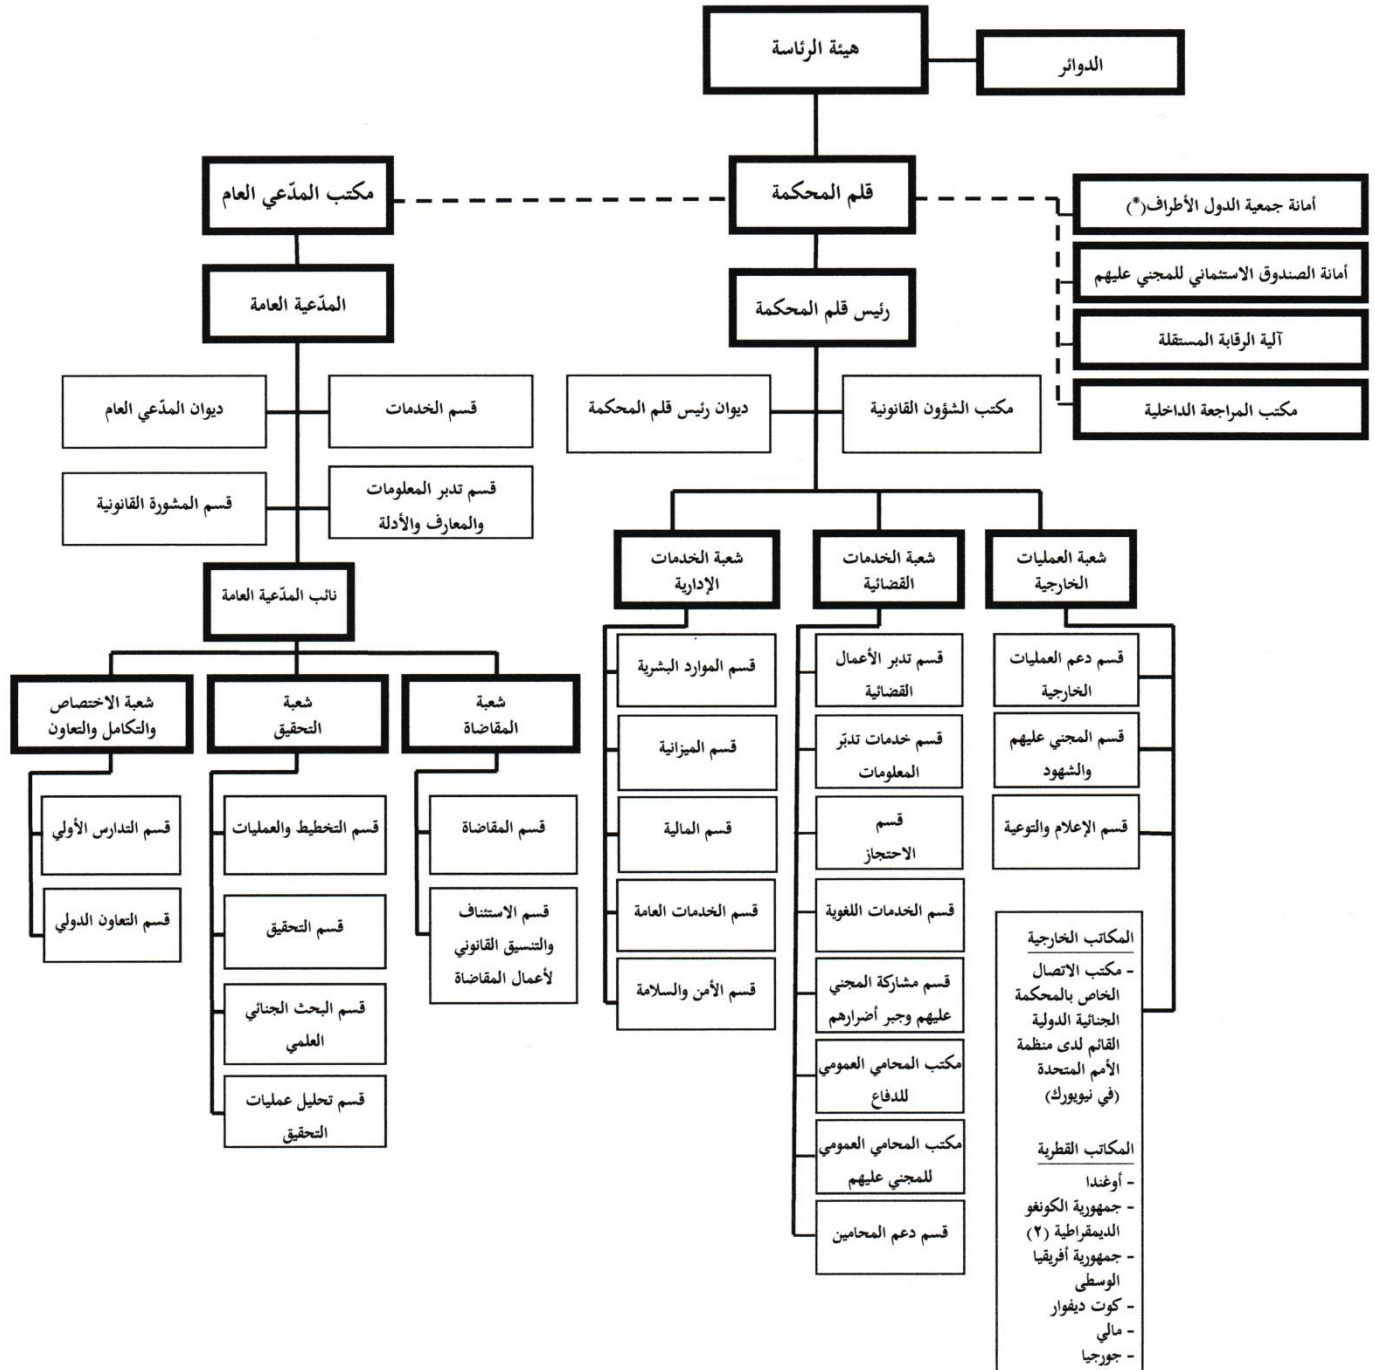 هيئة الرئاسة
الدوائر
قلم المحكمة
مكتب المدّعي العام
أمانة جمعية الدول الأطراف(*)
أمانة الصندوق الاستئماني للمجني عليهم
آلية الرقابة المستقلة
مكتب المراجعة الداخلية
رئيس قلم المحكمة
المدّعية العامة
مكتب الشؤون القانونية
ديوان رئيس قلم المحكمة
قسم الخدمات
ديوان المدّعي العام
قسم تدبر المعلومات
والمعارف والأدلة
قسم المشورة القانونية
شعبة العمليات
الخارجية
شعبة الخدمات
القضائية
شعبة الخدمات
الإدارية
نائب المدّعية العامة
قسم دعم العمليات
الخارجية
قسم المجني عليهم
والشهود
قسم الإعلام والتوعية
المكاتب الخارجية
- مكتب الاتصال
الخاص بالمحكمة
الجنائية الدولية
القائم لدى منظمة
الأمم المتحدة
(في نيويورك)
المكاتب القطرية
- أوغندا
- جمهورية الكونغو
الديمقراطية (٢)
- جمهورية أفريقيا
الوسطى
- كوت ديفوار
- مالي
- جورجيا
قسم تدبر الأعمال
القضائية
قسم خدمات تدبّر
المعلومات
قسم
الاحتجاز
قسم الخدمات اللغوية
قسم مشاركة المجني
عليهم وجبر أضرارهم
مكتب المحامي العمومي
للدفاع
مكتب المحامي العمومي
للمجني عليهم
قسم دعم المحامين
قسم الموارد البشرية
قسم الميزانية
قسم المالية
قسم الخدمات العامة
قسم الأمن والسلامة
شعبة
المقاضاة
شعبة
التحقيق
شعبة الاختصاص
والتكامل والتعاون
قسم المقاضاة
قسم الاستئناف
والتنسيق القانوني
لأعمال المقاضاة
قسم التخطيط والعمليات
قسم التحقيق
قسم البحث الجنائي
العلمي
قسم تحليل عمليات
التحقيق
قسم التدارس الأولي
قسم التعاون الدولي